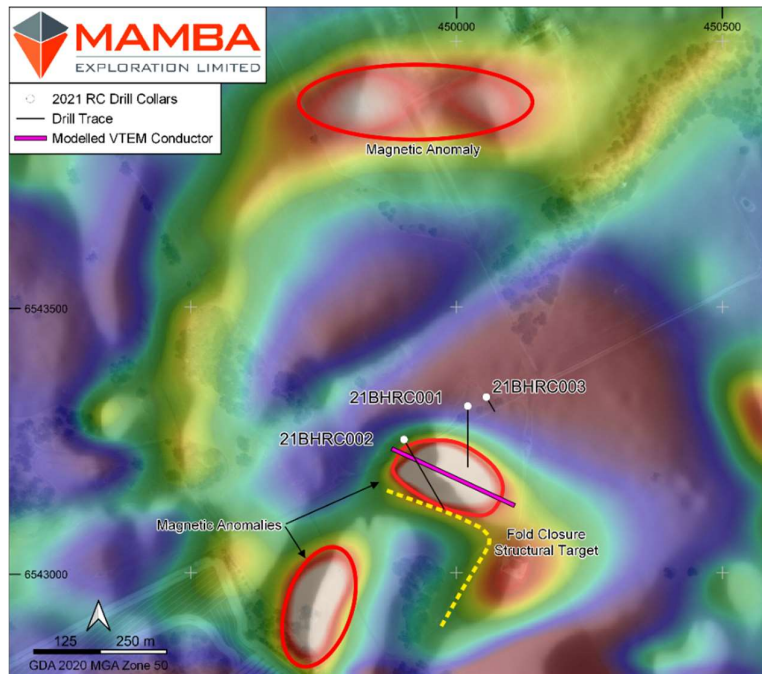 MAMBA
EXPLORATION LIMITED
2021 RC Drill Collars
Drill Trace
Modelled VTEM Conductor
450000
450500
Magnetic Anomaly
6543500
21BHRC003
21BHRC001
21BHRC002
Magnetic Anomalies
Fold Closure
Structural Target
6543000
125 250 m
GDA 2020 MGA Zone 50